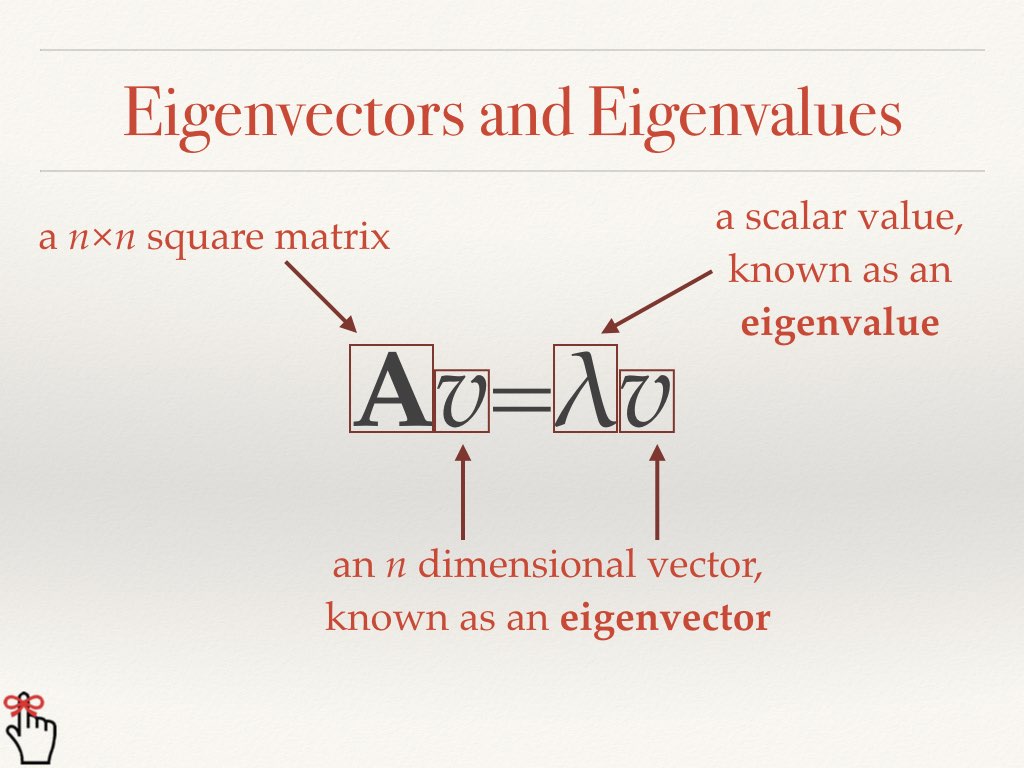 Eigenvectors and Eigenvalues
a n×n square matrix
a scalar value,
known as an
eigenvalue
Av=λv
an n dimensional vector,
known as an eigenvector